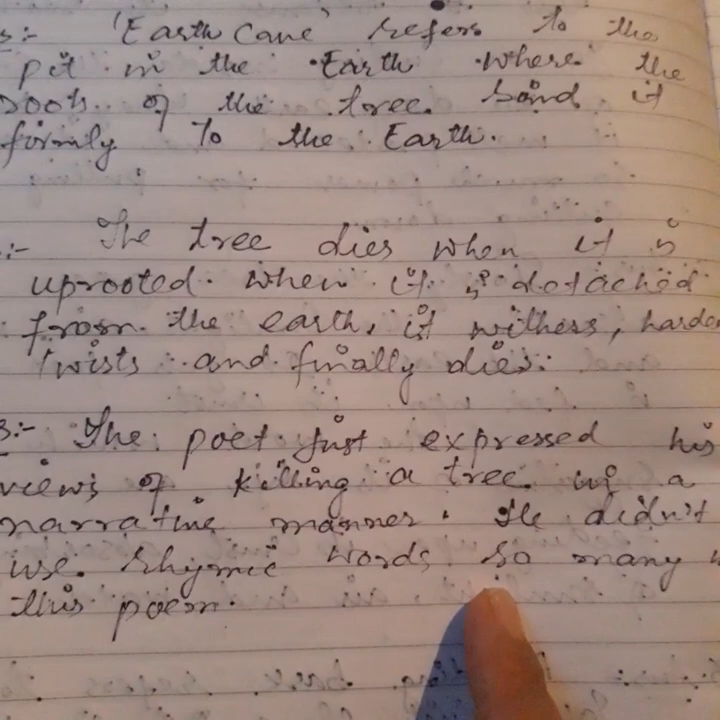 s:- 'Earth Cane' Refers to the
pit in the Earth where the
roots of the tree bind it
firmly To the Earth.
:- The tree dies when it is
uprooted. when it is detached
from the earth, it withess, harden
twists and finally dies.
3:- The poet just expressed his
views of killing a tree in a
narrative manner. He didn't
use Rhymic words so many
this poem.